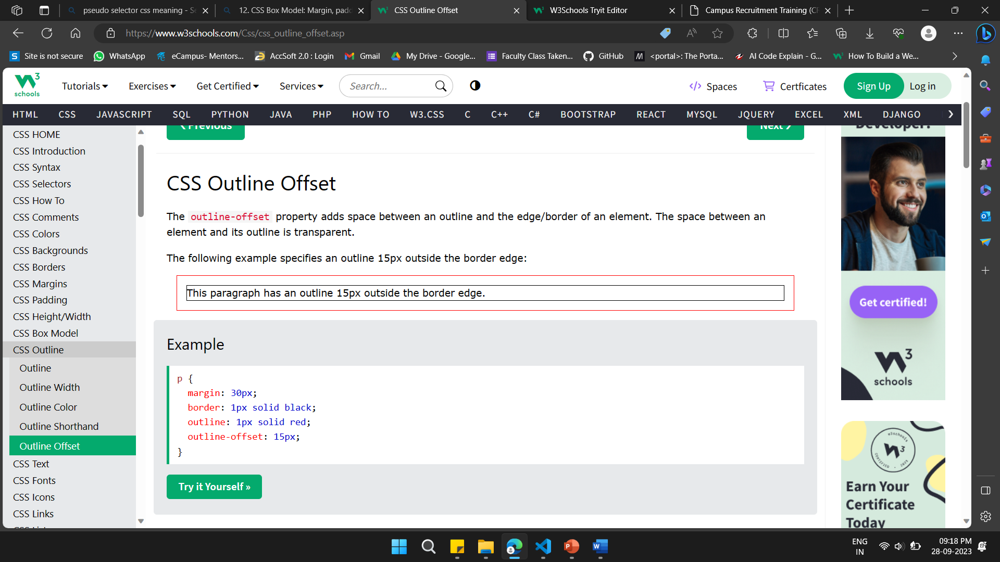 pseudo selector css meaning - Se
12. CSS Box Model: Margin, padd
CSS Outline Offset
W3Schools Tryit Editor
Campus Recruitment Training (CR
https://www.w3schools.com/Css/css_outline_offset.asp
Site is not secure
WhatsApp
eCampus- Mentors...
AccSoft 2.0 : Login
Gmail
My Drive - Google...
Faculty Class Taken...
GitHub
<portal>: The Porta...
AI Code Explain - G...
How To Build a We...
schools
Tutorials
Exercises
Get Certified
Services
Search...
Spaces
Certficates
Sign Up
Log in
HTML
CSS
JAVASCRIPT
SQL
PYTHON
JAVA
PHP
HOW TO
W3.CSS
C
C++
C#
BOOTSTRAP
REACT
MYSQL
JQUERY
EXCEL
XML
DJANGO
❯
CSS HOME
CSS Introduction
CSS Syntax
CSS Selectors
CSS How To
CSS Comments
CSS Colors
CSS Backgrounds
CSS Borders
CSS Margins
CSS Padding
CSS Height/Width
CSS Box Model
CSS Outline
Outline
Outline Width
Outline Color
Outline Shorthand
Outline Offset
CSS Text
CSS Fonts
CSS Icons
CSS Links
❮ Previous
Next ❯
CSS Outline Offset
The outline-offset property adds space between an outline and the edge/border of an element. The space between an
element and its outline is transparent.
The following example specifies an outline 15px outside the border edge:
This paragraph has an outline 15px outside the border edge.
Example
p {
margin: 30px;
border: 1px solid black;
outline: 1px solid red;
outline-offset: 15px;
}
Try it Yourself »
Developer?
Get certified!
3
schools
w3schools
CERTIFIED . 2023
Earn Your
Certificate
Today
ENG
IN
09:18 PM
28-09-2023